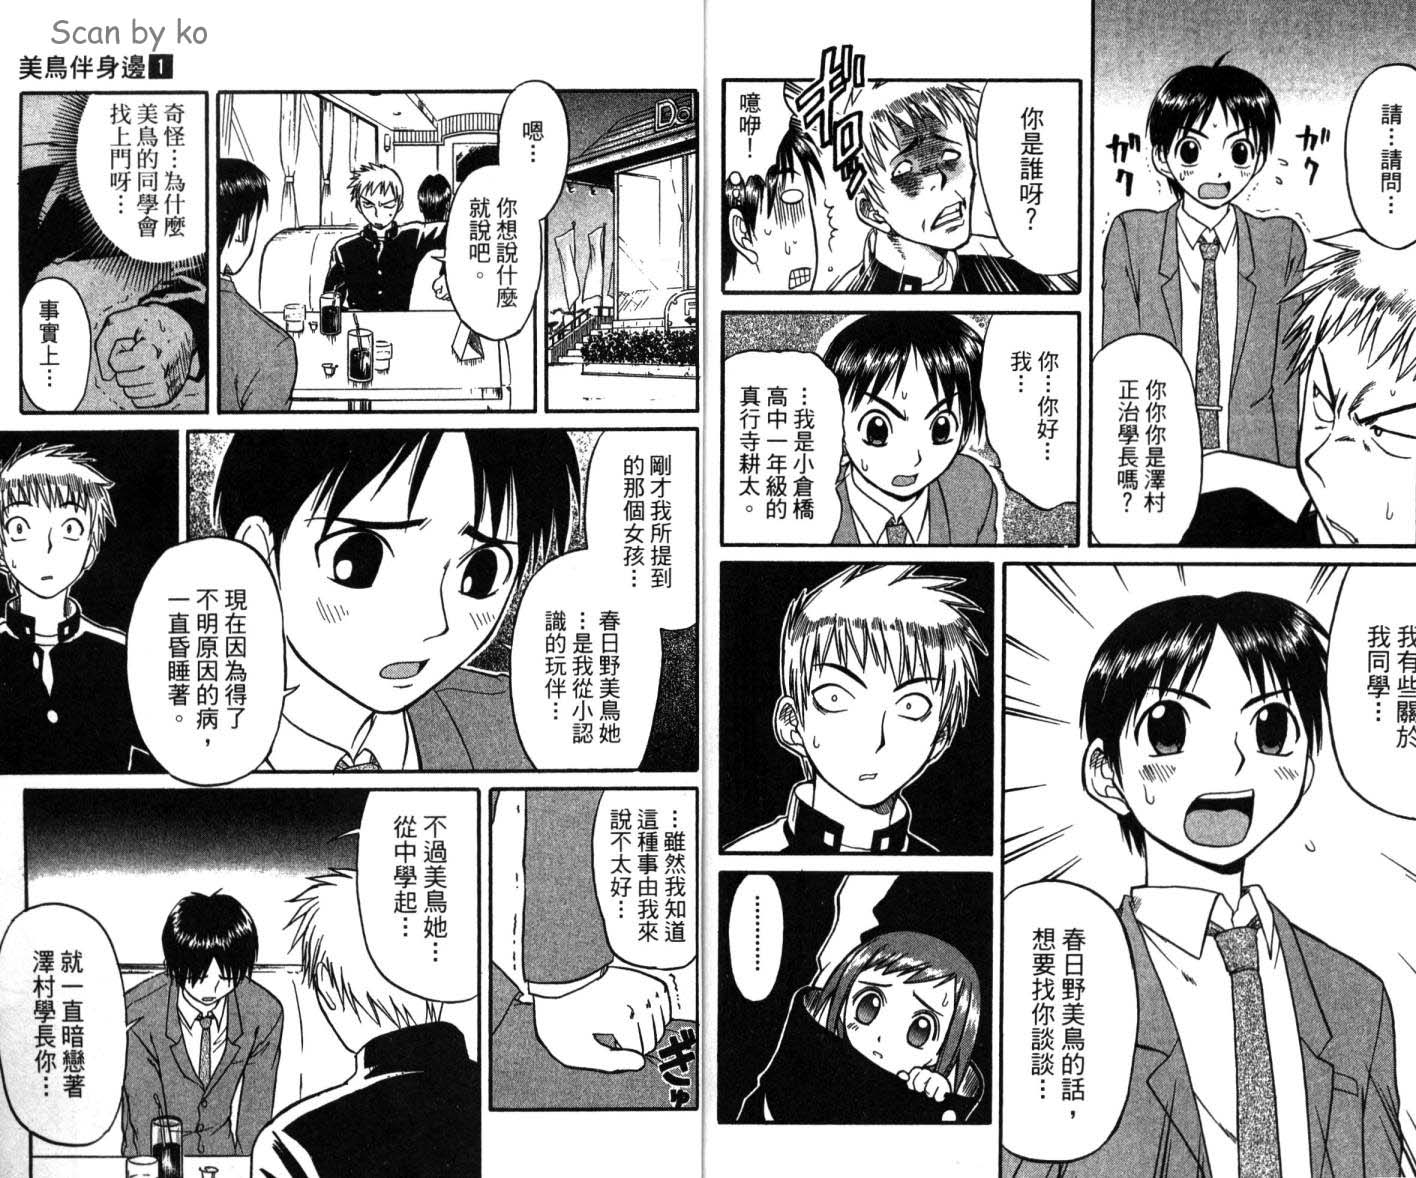 Scan by ko
美鳥伴身邊1
請…請問…
ガク
ガク
你你你是澤村
正治學長嗎?
你是誰呀?
ギロッ
噫咿!
你…你好…
我…
…我是小倉橋
高中一年級的
真行寺耕太。
我有些關於
我同學…
春日野美鳥的話,
想要找你談談…
…………
嗯…
你想說什麼
就說吧。
奇怪…為什麼
美鳥的同學會
找上門呀…
事實上…
剛才我所提到
的那個女孩…
春日野美鳥她
…是我從小認
識的玩伴…
現在因為得了
不明原因的病,
一直昏睡著。
…雖然我知道
這種事由我來
說不太好…
ぎゅ
不過美鳥她…
從中學起…
就一直暗戀著
澤村學長你…